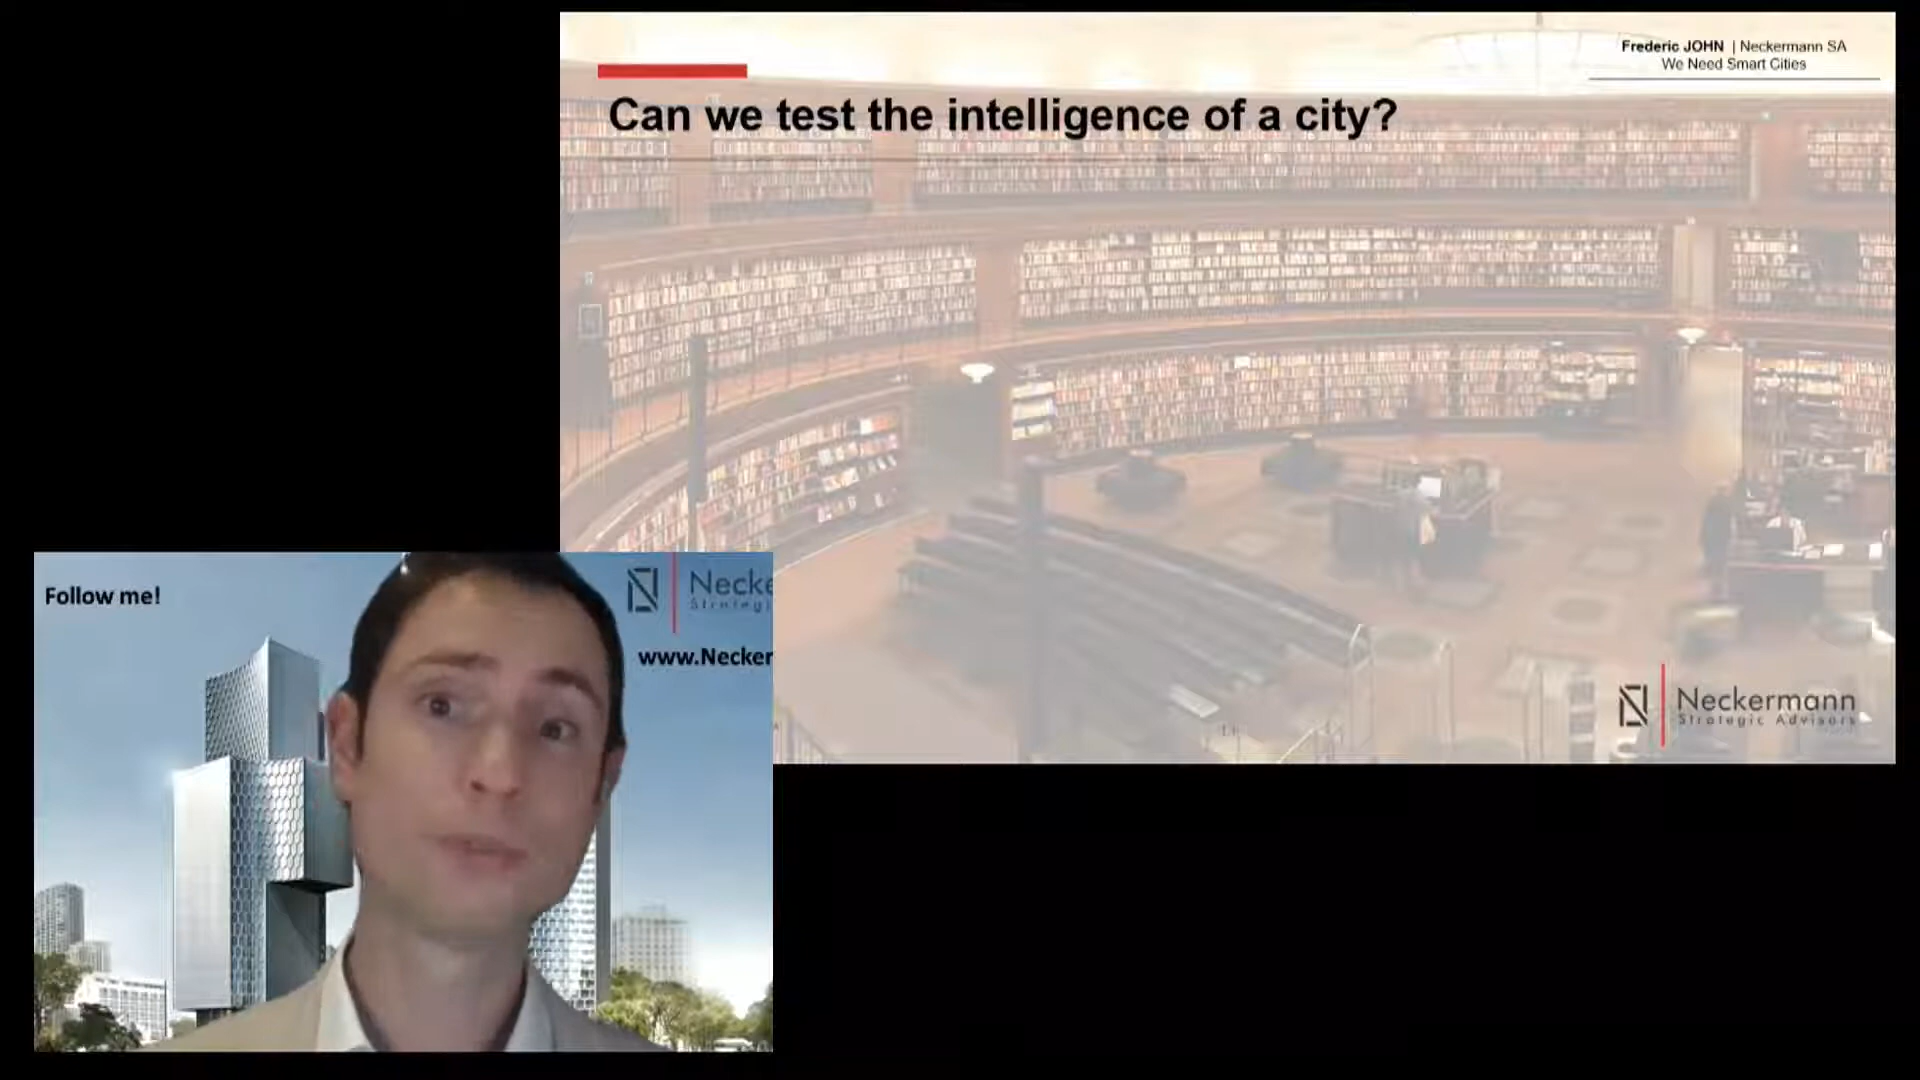 Frederic JOHN | Neckermann SA
We Need Smart Cities
Can we test the intelligence of a city?
Follow me!
Necke
Strategi
www.Necker
Neckermann
Strategic Advisors